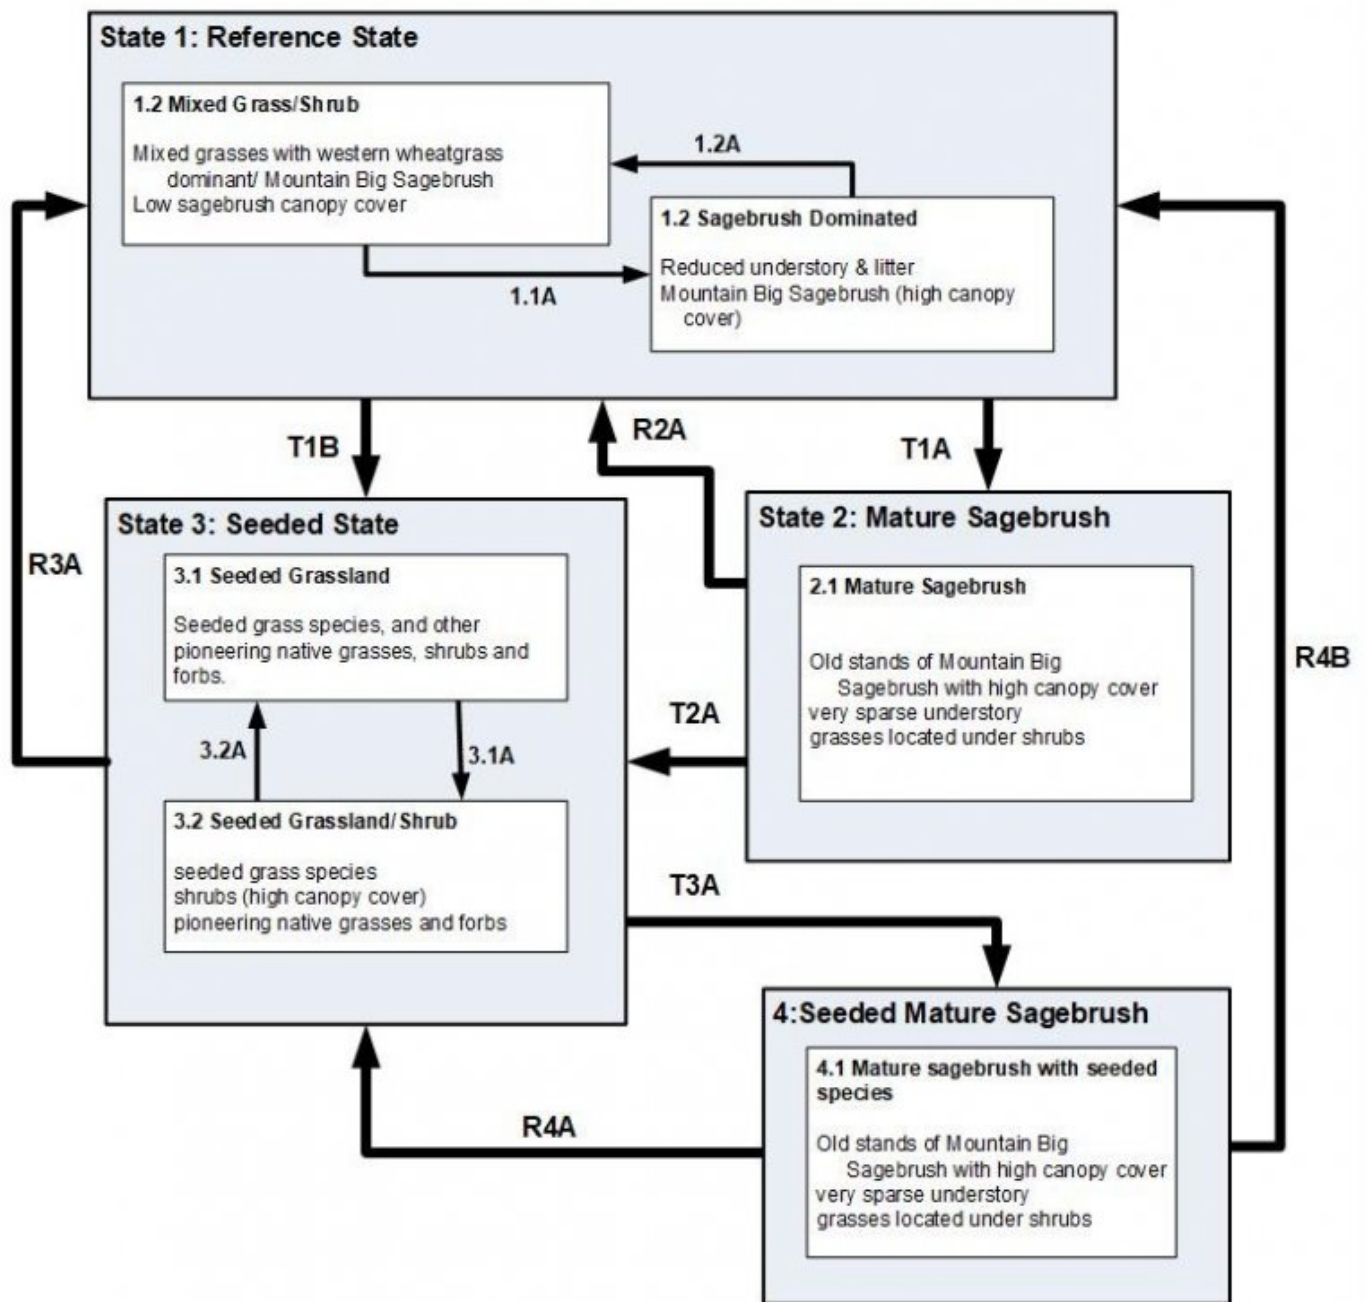 State 1: Reference State
1.2 Mixed Grass/Shrub
Mixed grasses with western wheatgrass
dominant/ Mountain Big Sagebrush
Low sagebrush canopy cover
1.2A
1.2 Sagebrush Dominated
Reduced understory & litter
Mountain Big Sagebrush (high canopy
cover)
1.1A
T1B
R2A
T1A
R3A
State 3: Seeded State
3.1 Seeded Grassland
Seeded grass species, and other
pioneering native grasses, shrubs and
forbs.
3.2A
3.1A
3.2 Seeded Grassland/Shrub
seeded grass species
shrubs (high canopy cover)
pioneering native grasses and forbs
State 2: Mature Sagebrush
2.1 Mature Sagebrush
Old stands of Mountain Big
Sagebrush with high canopy cover
very sparse understory
grasses located under shrubs
T2A
R4B
T3A
4:Seeded Mature Sagebrush
4.1 Mature sagebrush with seeded
species
Old stands of Mountain Big
Sagebrush with high canopy cover
very sparse understory
grasses located under shrubs
R4A